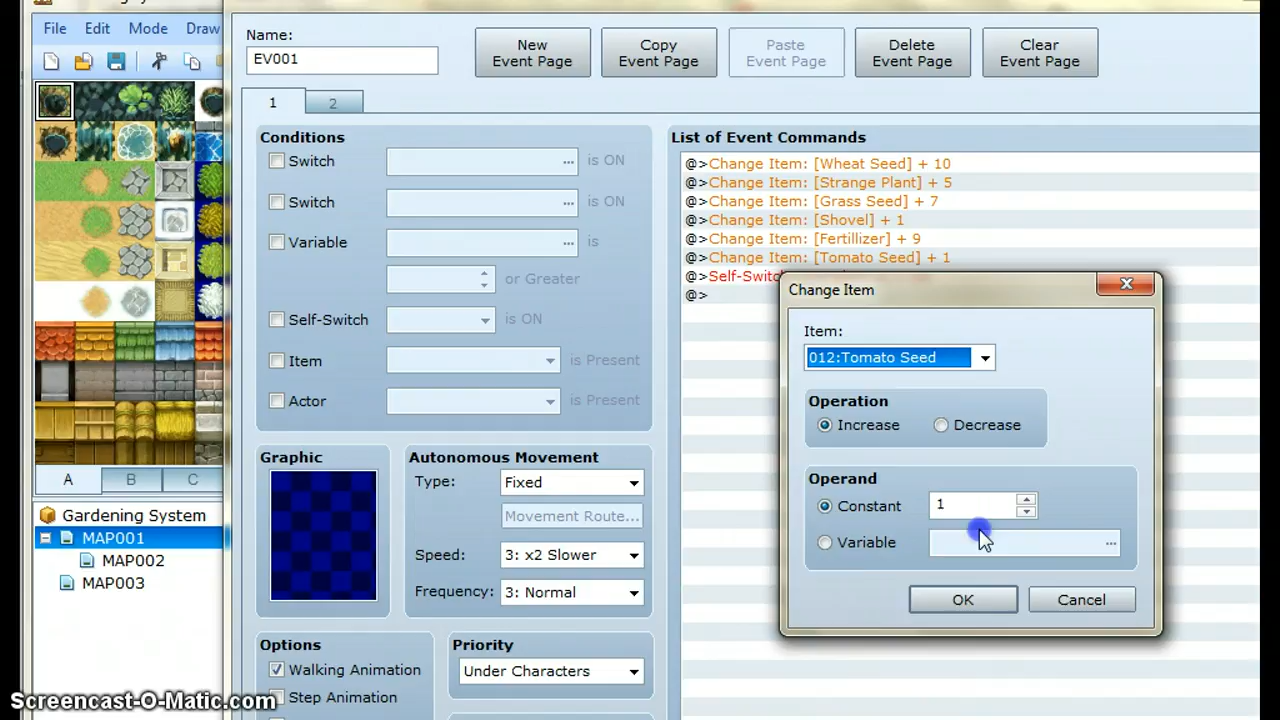 File Edit Mode Draw
Name:
EV001
New Event Page
Copy Event Page
Paste Event Page
Delete Event Page
Clear Event Page
1 2
Conditions
Switch ... is ON
Switch ... is ON
Variable ... is
or Greater
Self-Switch is ON
Item is Present
Actor is Present
List of Event Commands
@>Change Item: [Wheat Seed] + 10
@>Change Item: [Strange Plant] + 5
@>Change Item: [Grass Seed] + 7
@>Change Item: [Shovel] + 1
@>Change Item: [Fertillizer] + 9
@>Change Item: [Tomato Seed] + 1
@>Self-Switc
@>
Change Item
Item:
012:Tomato Seed
Operation
Increase Decrease
Operand
Constant 1
Variable ...
OK Cancel
Graphic
Autonomous Movement
Type: Fixed
Movement Route...
Speed: 3: x2 Slower
Frequency: 3: Normal
Options
Walking Animation
Step Animation
Priority
Under Characters
A B C
Gardening System
MAP001
MAP002
MAP003
Screencast-O-Matic.com